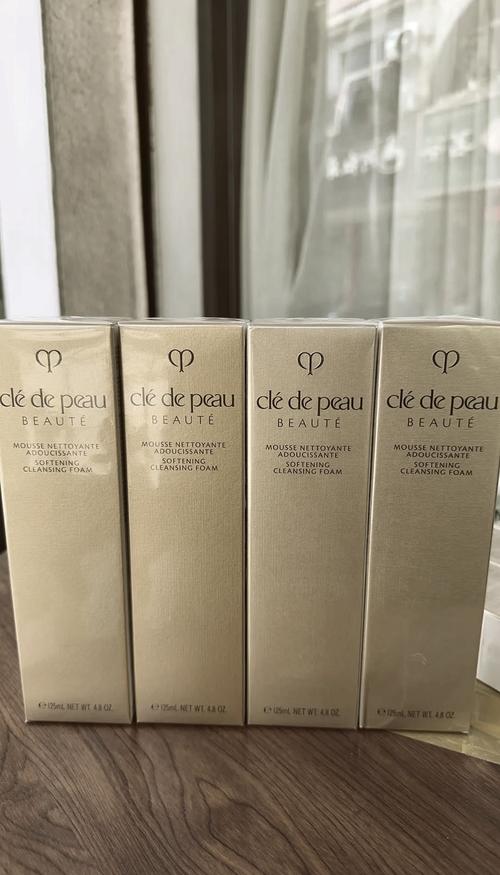 clé de peau
BEAUTÉ
MOUSSE NETTOYANTE
ADOUCISSANTE
SOFTENING
CLEANSING FOAM
℮ 125mL NET WT. 4.8 OZ.
clé de peau
BEAUTÉ
MOUSSE NETTOYANTE
ADOUCISSANTE
SOFTENING
CLEANSING FOAM
℮ 125mL NET WT. 4.8 OZ.
clé de peau
BEAUTÉ
MOUSSE NETTOYANTE
ADOUCISSANTE
SOFTENING
CLEANSING FOAM
℮ 125mL NET WT. 4.8 OZ.
clé de peau
BEAUTÉ
MOUSSE NETTOYANTE
ADOUCISSANTE
SOFTENING
CLEANSING FOAM
℮ 125mL NET WT. 4.8 OZ.